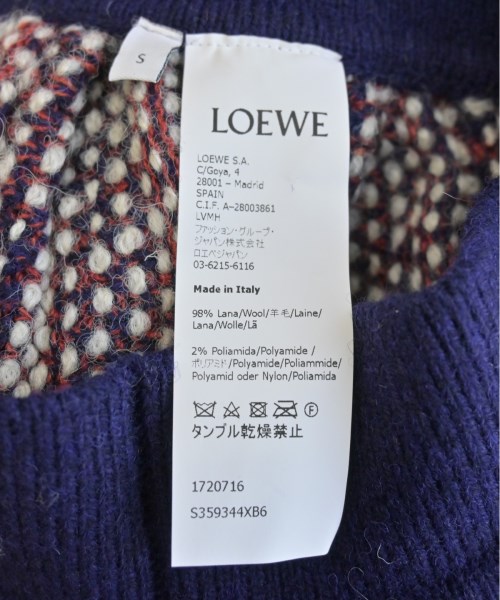 S
LOEWE
LOEWE S.A.
C/Goya, 4
28001 - Madrid
SPAIN
C.I.F. A-28003861
LVMH
ファッション・グループ・
ジャパン株式会社
ロエベジャパン
03-6215-6116
Made in Italy
98% Lana/Wool/羊毛/Laine/
Lana/Wolle/Lã
2% Poliamida/Polyamide /
ポリアミド/Polyamide/Poliammide/
Polyamid oder Nylon/Poliamida
F
タンブル乾燥禁止
1720716
S359344XB6